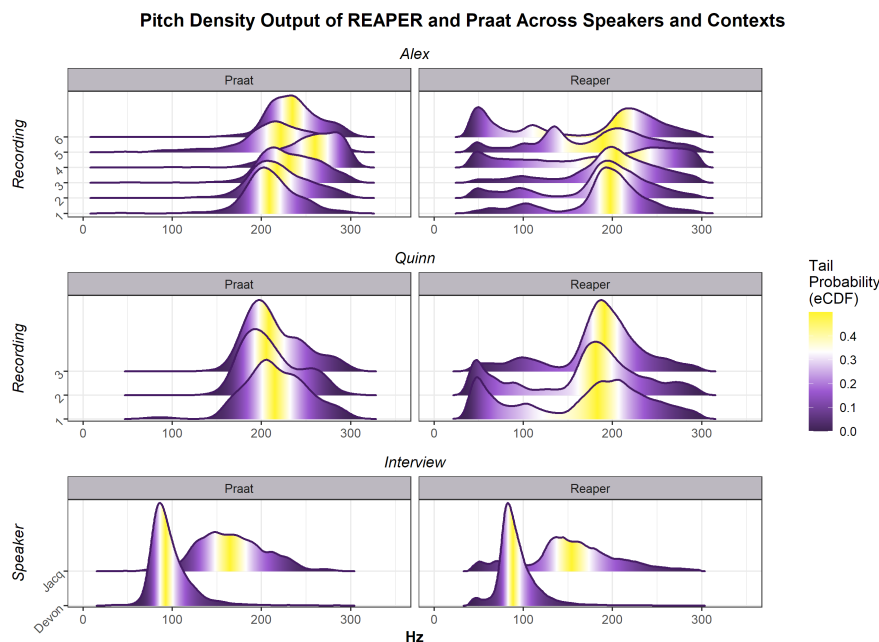 Pitch Density Output of REAPER and Praat Across Speakers and Contexts
Alex
Praat Reaper
Recording
6
5
4
3
2
1
0 100 200 300 0 100 200 300
Quinn
Praat Reaper
Recording
3
2
1
0 100 200 300 0 100 200 300
Tail
Probability
(eCDF)
0.4
0.3
0.2
0.1
0.0
Interview
Praat Reaper
Speaker
Jacq
Devon
0 100 200 300 0 100 200 300
Hz